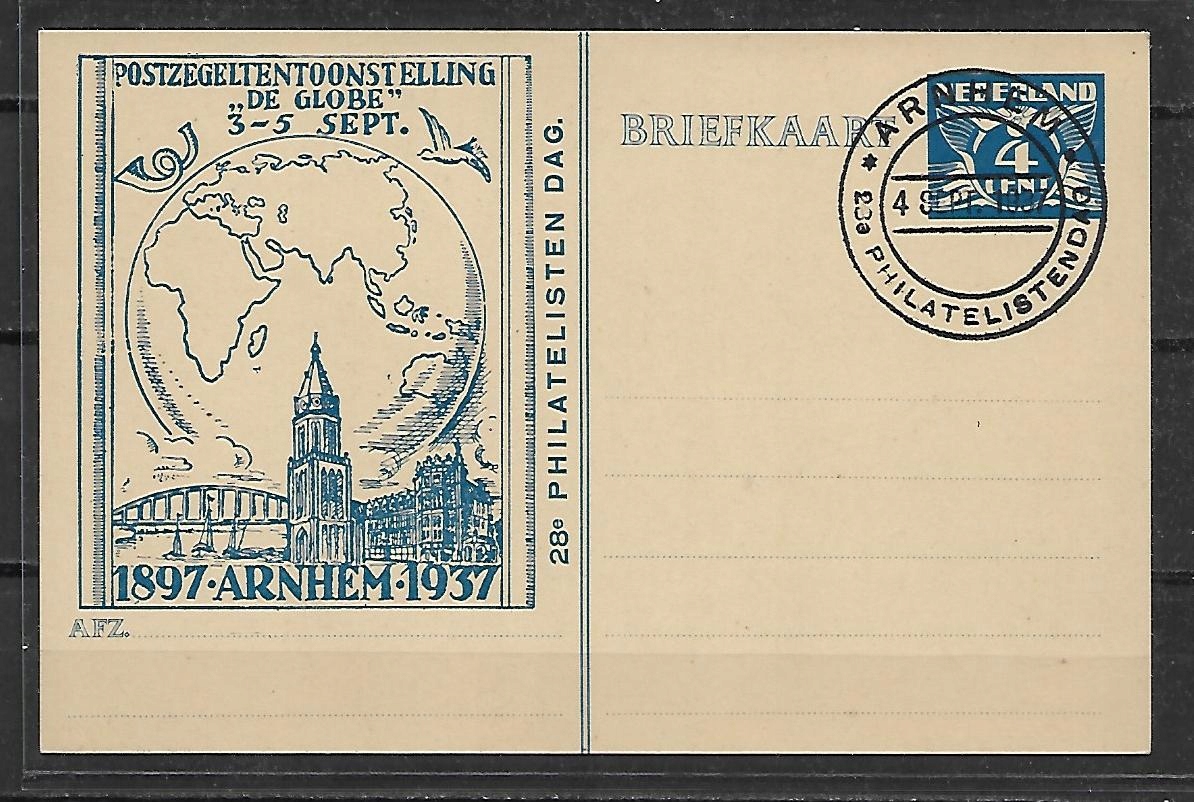 POSTZEGELTENTOONSTELLING
„DE GLOBE"
3-5 SEPT.
1897·ARNHEM·1937
28e PHILATELISTEN DAG.
AFZ.
BRIEFKAART
NEDERLAND
4
CENT
* ARNHEM *
4 SEPT. 1937
23e PHILATELISTENDAG